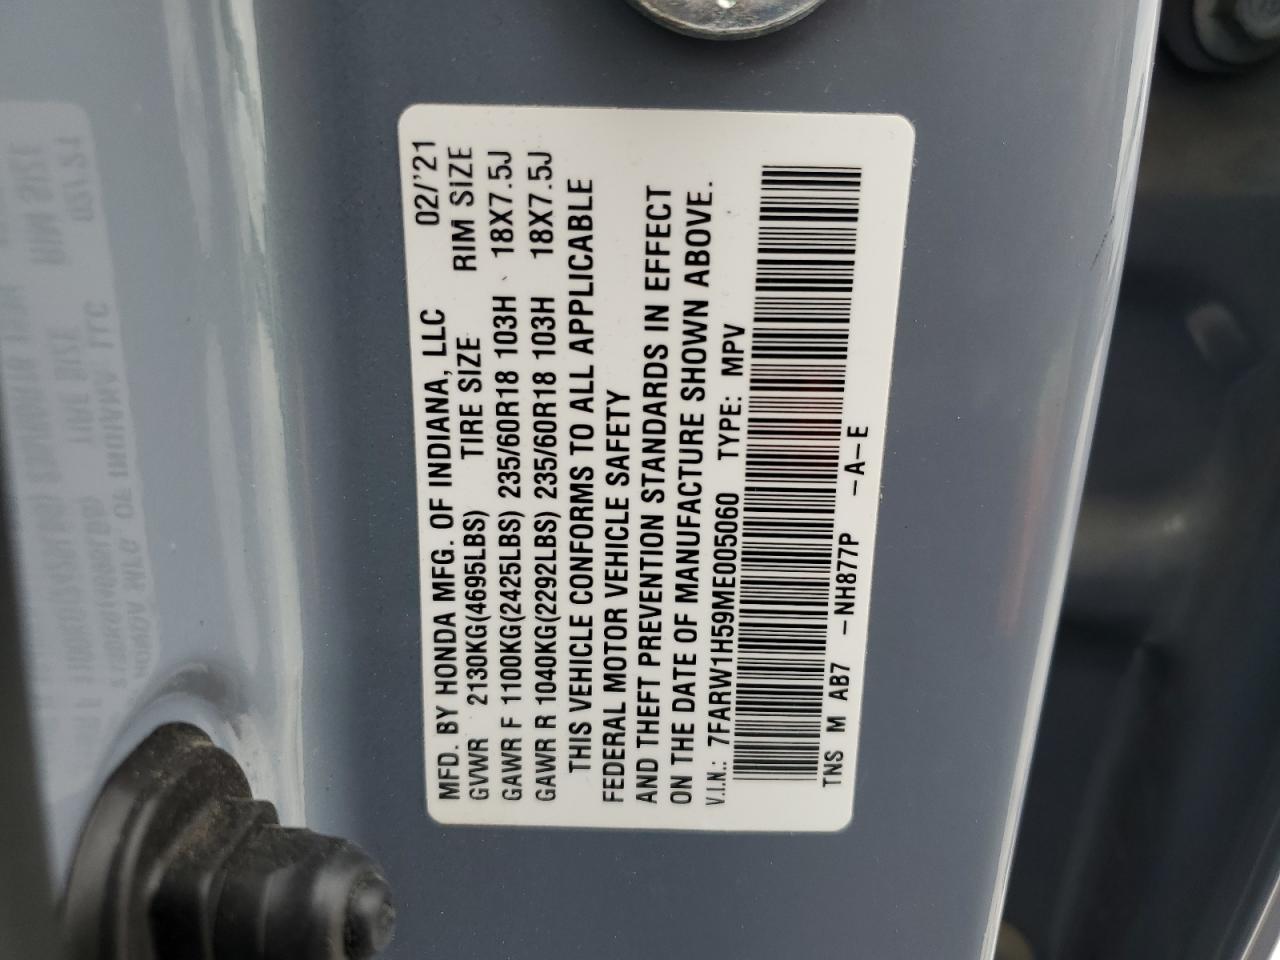 MFD. BY HONDA MFG. OF INDIANA, LLC 02/'21
GVWR 2130KG(4695LBS) TIRE SIZE RIM SIZE
GAWR F 1100KG(2425LBS) 235/60R18 103H 18X7.5J
GAWR R 1040KG(2292LBS) 235/60R18 103H 18X7.5J
THIS VEHICLE CONFORMS TO ALL APPLICABLE
FEDERAL MOTOR VEHICLE SAFETY
AND THEFT PREVENTION STANDARDS IN EFFECT
ON THE DATE OF MANUFACTURE SHOWN ABOVE.
V.I.N.: 7FARW1H59ME005060 TYPE: MPV
TNS M AB7 -NH877P -A-E